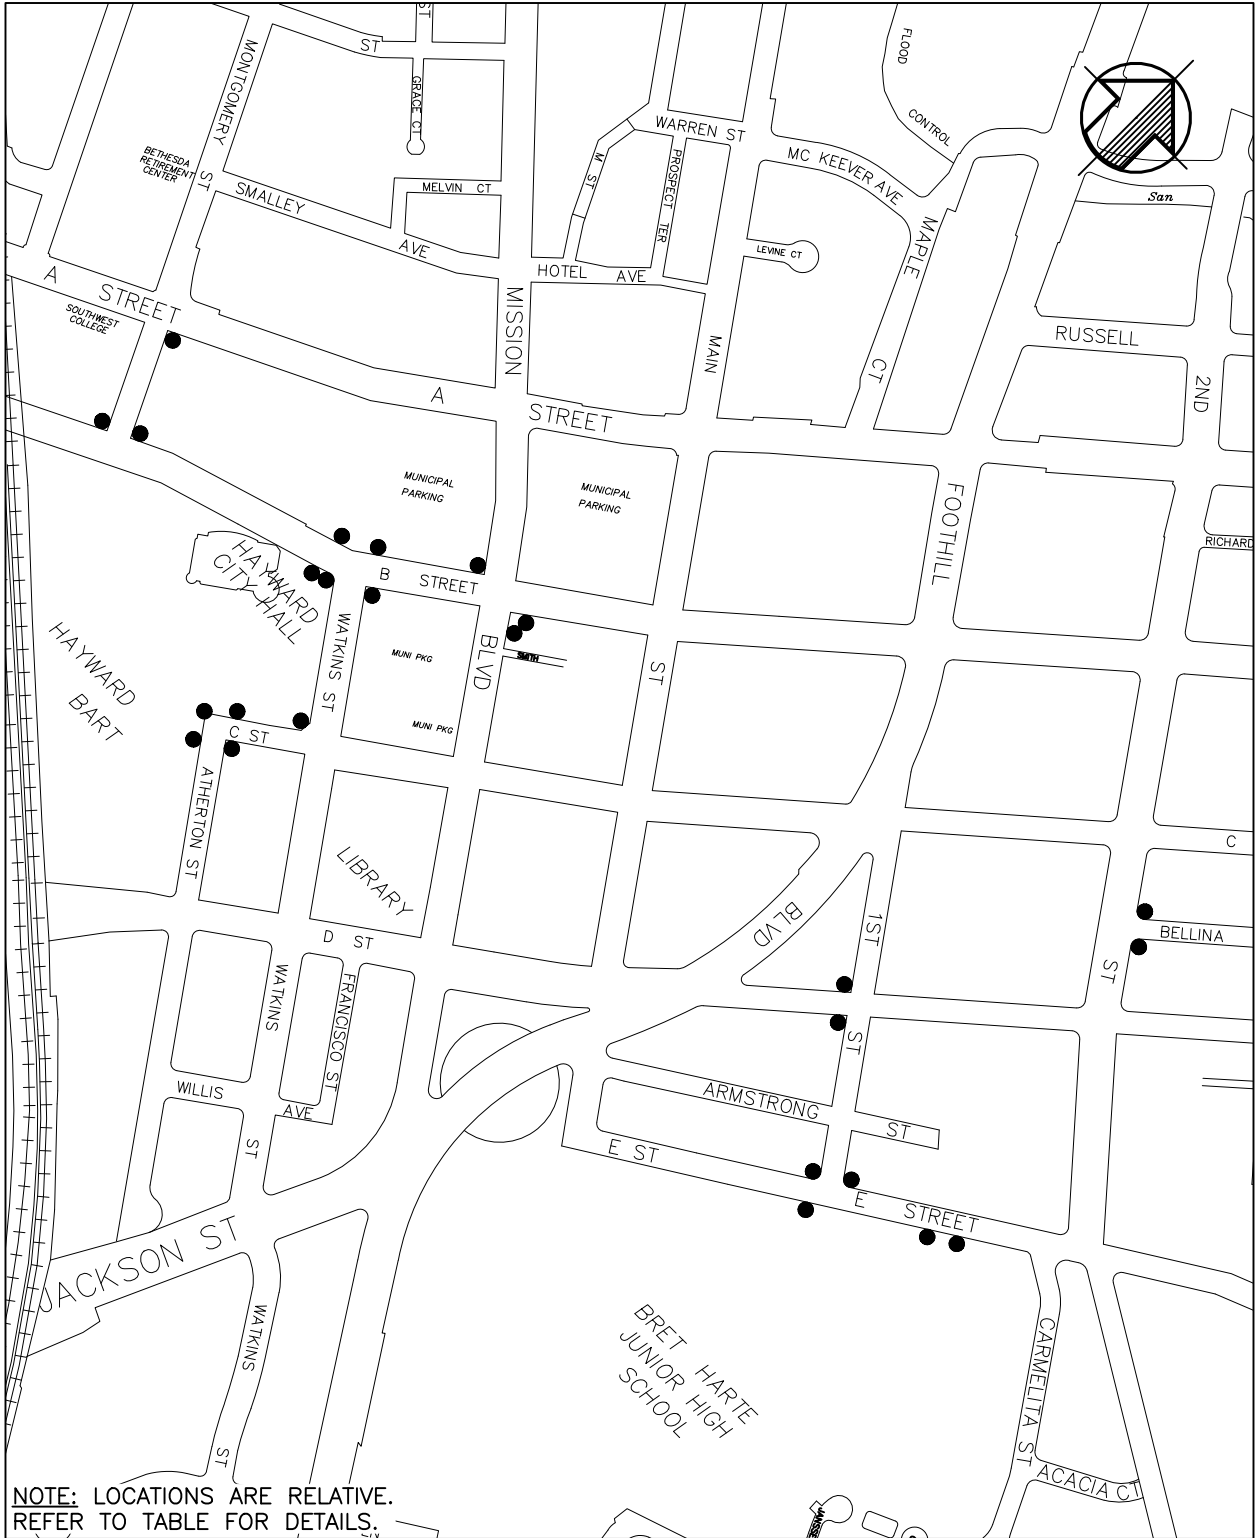 ST
ST
FLOOD
MONTGOMERY
ST
GRACE CT
CONTROL
WARREN ST
MC KEEVER AVE
BETHESDA
RETIREMENT
CENTER
M ST
PROSPECT TER
SMALLEY
AVE
MELVIN CT
San
MAPLE
CT
LEVINE CT
HOTEL AVE
A STREET
SOUTHWEST
COLLEGE
MISSION
MAIN
RUSSELL
2ND
A STREET
MUNICIPAL
PARKING
MUNICIPAL
PARKING
FOOTHILL
RICHARD
HAYWARD
CITY HALL
B STREET
HAYWARD
BART
WATKINS ST
MUNI PKG
BLVD
SMITH
ST
MUNI PKG
C ST
ATHERTON ST
LIBRARY
C
BLVD
1ST
BELLINA
ST
D ST
WATKINS
FRANCISCO ST
ST
WILLIS
AVE
ARMSTRONG
ST
ST
E ST
E STREET
JACKSON ST
WATKINS
ST
BRET HARTE
JUNIOR HIGH
SCHOOL
CARMELITA ST
ACACIA CT
NOTE: LOCATIONS ARE RELATIVE.
REFER TO TABLE FOR DETAILS.